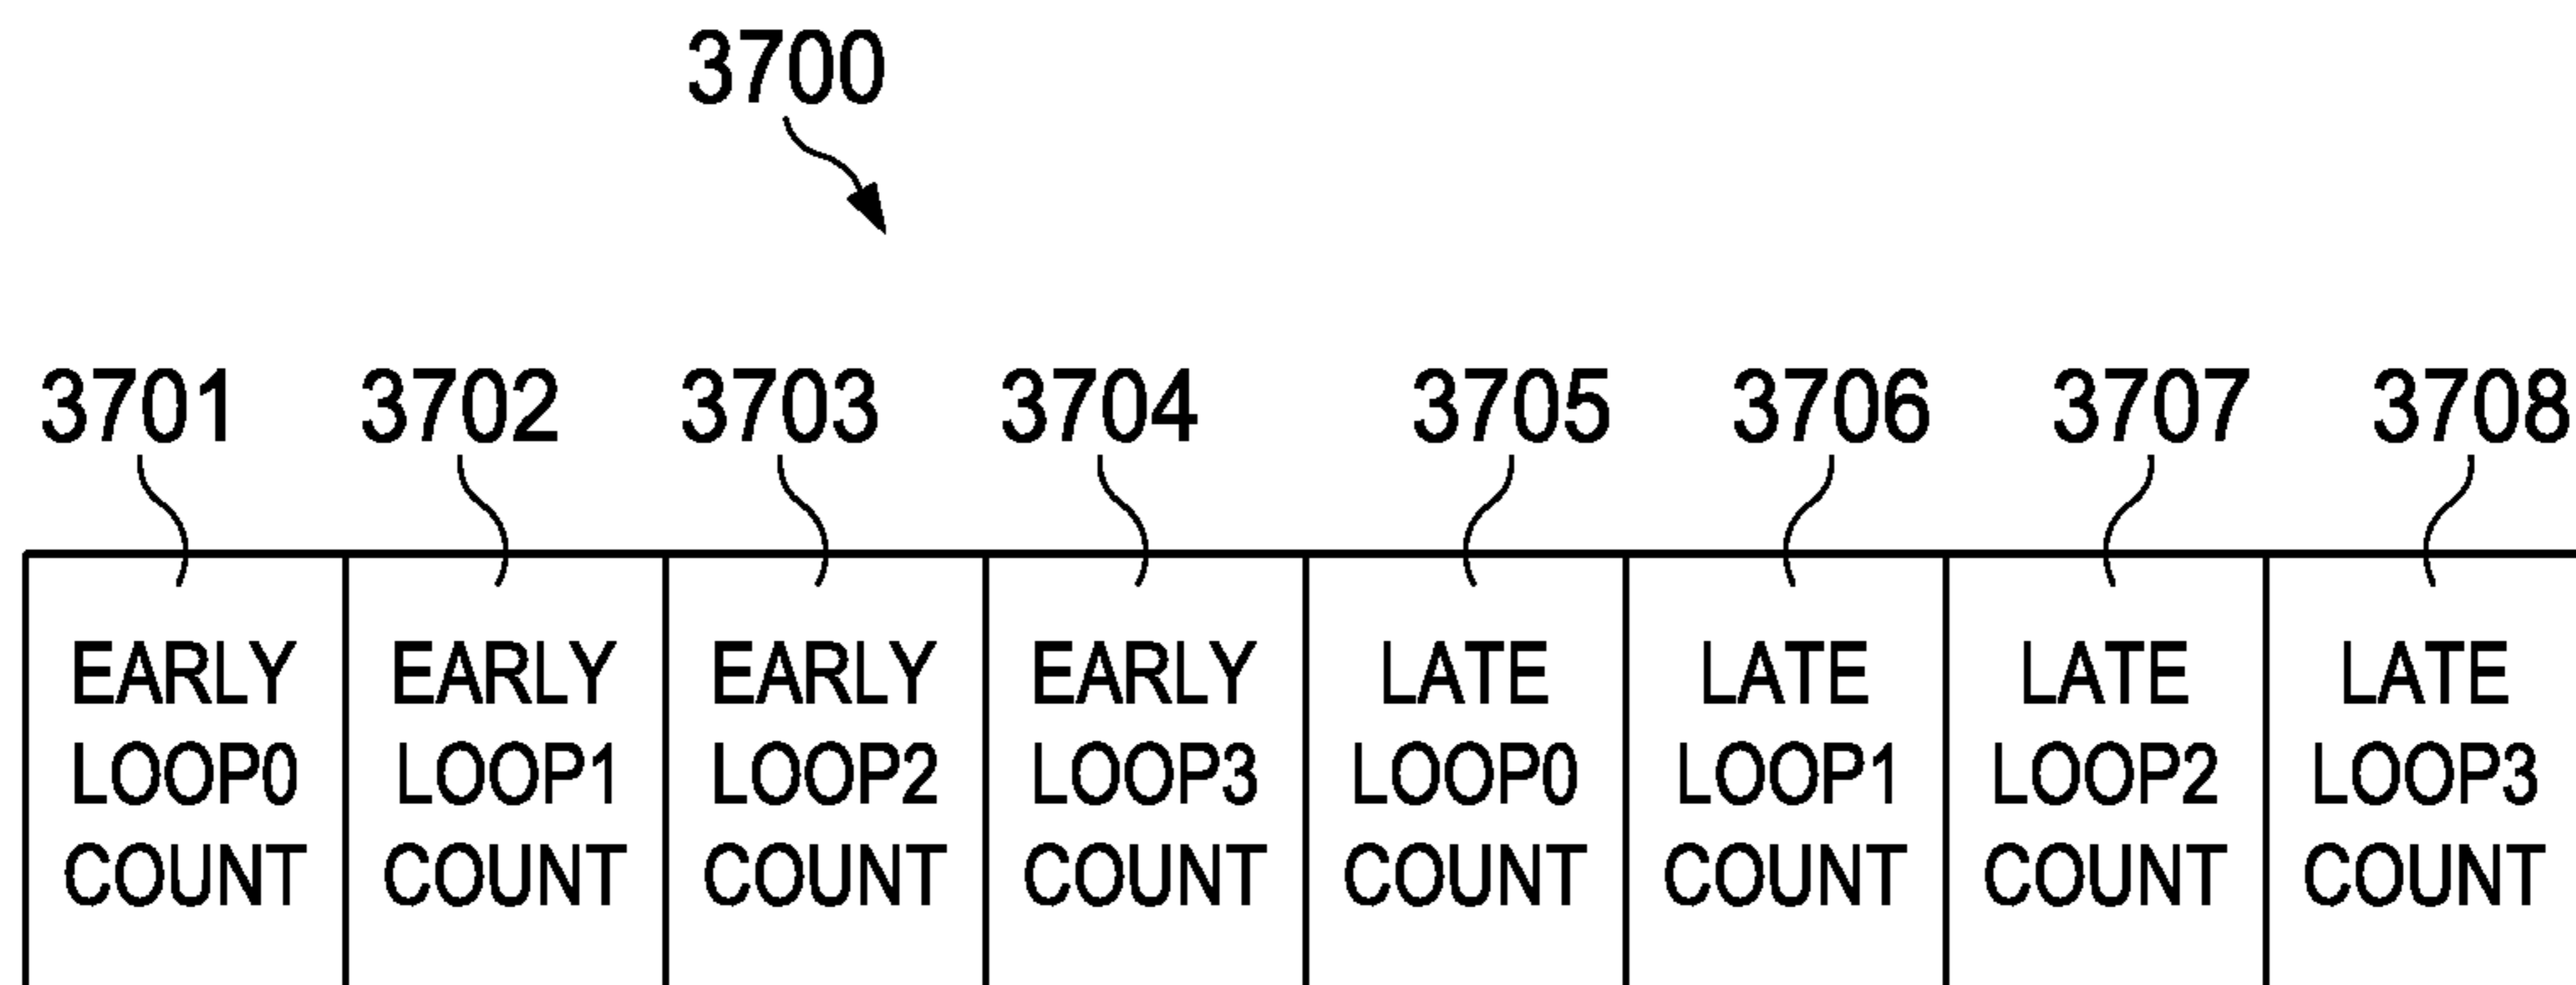 3700
3701 3702 3703 3704 3705 3706 3707 3708
EARLY EARLY EARLY EARLY LATE LATE LATE LATE
LOOP0 LOOP1 LOOP2 LOOP3 LOOP0 LOOP1 LOOP2 LOOP3
COUNT COUNT COUNT COUNT COUNT COUNT COUNT COUNT